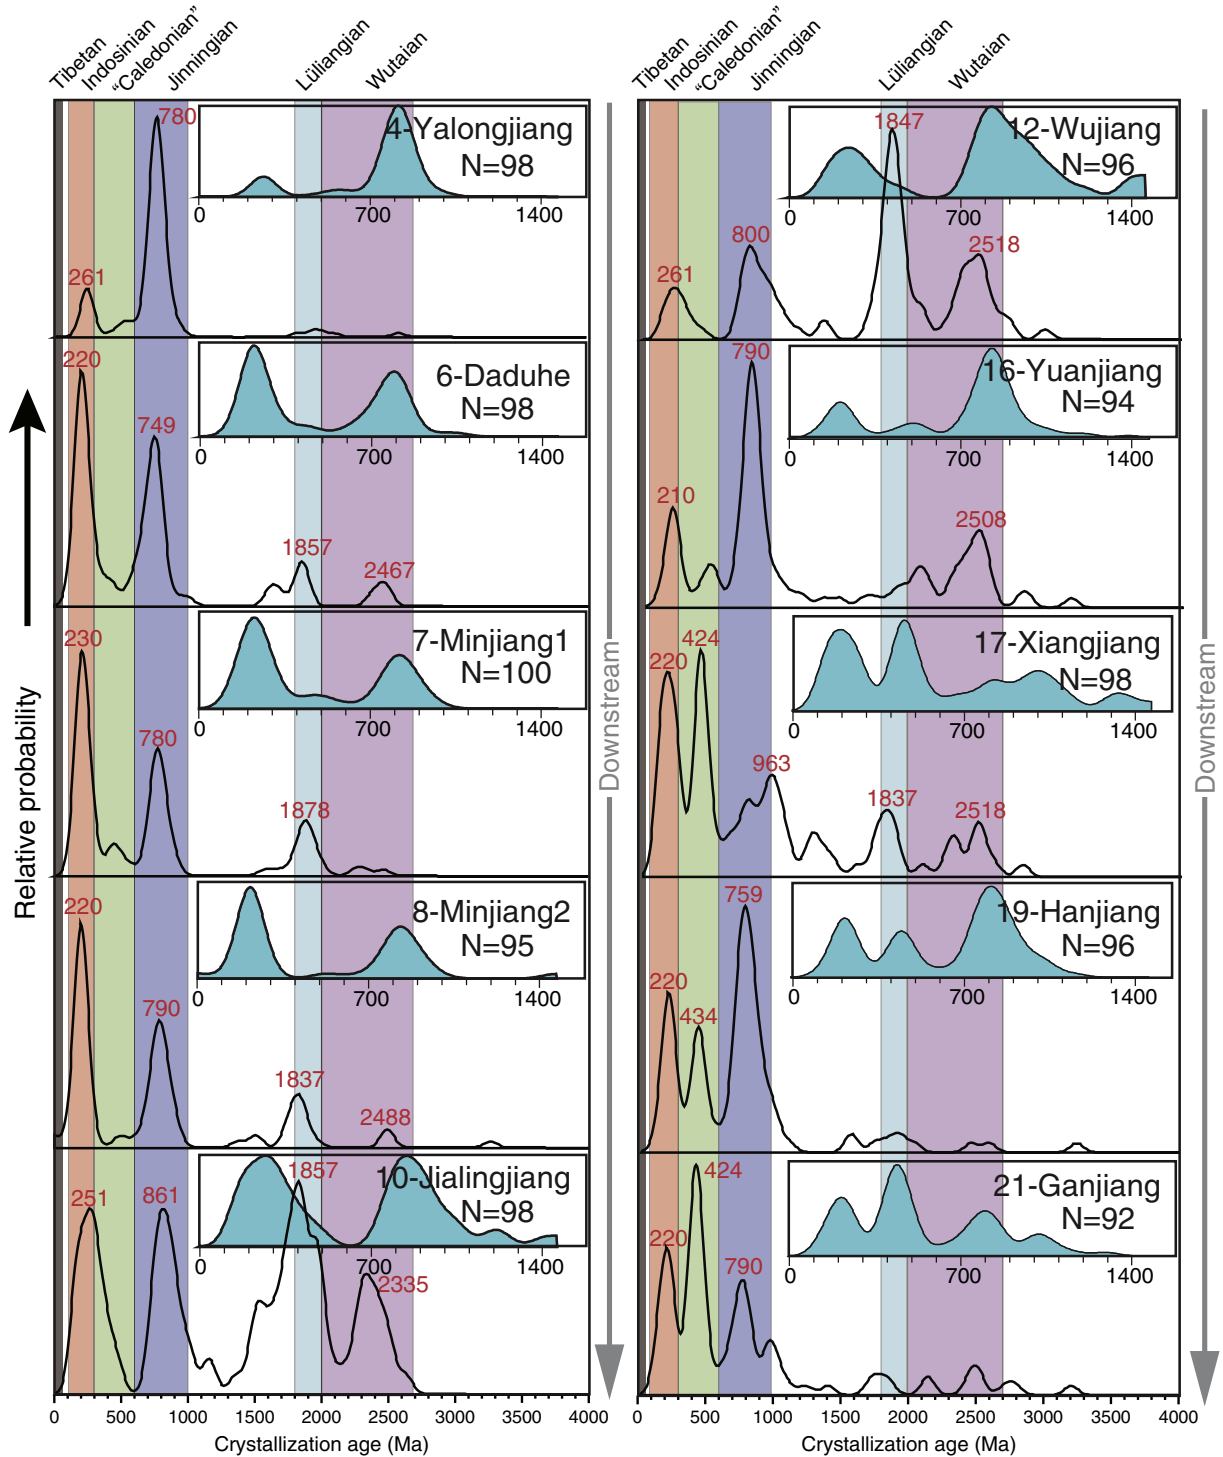 Tibetan
Indosinian
“Caledonian”
Jinningian
Lüliangian
Wutaian
780
261
4-Yalongjiang
N=98
0 700 1400
220
749
1857
2467
6-Daduhe
N=98
0 700 1400
230
780
1878
7-Minjiang1
N=100
0 700 1400
220
790
1837
2488
8-Minjiang2
N=95
0 700 1400
251
861
1857
2335
10-Jialingjiang
N=98
0 700 1400
0 500 1000 1500 2000 2500 3000 3500 4000
Crystallization age (Ma)
Relative probability
Downstream
Tibetan
Indosinian
“Caledonian”
Jinningian
Lüliangian
Wutaian
261
800
1847
2518
12-Wujiang
N=96
0 700 1400
210
790
2508
16-Yuanjiang
N=94
0 700 1400
220
424
963
1837
2518
17-Xiangjiang
N=98
0 700 1400
220
434
759
19-Hanjiang
N=96
0 700 1400
220
424
790
21-Ganjiang
N=92
0 700 1400
0 500 1000 1500 2000 2500 3000 3500 4000
Crystallization age (Ma)
Downstream